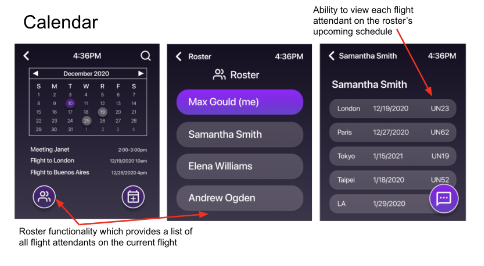 Calendar
Ability to view each flight
attendant on the roster's
upcoming schedule
4:36PM
December 2020
S M T W T F S
1 2 3 4 5 6 7
8 9 10 11 12 13 14
15 16 17 18 19 20 21
22 23 24 25 26 27 28
29 30 31 1 2 3 4
Meeting Janet 2:00-3:00pm
Flight to London 12/19/2020 10am
Flight to Buenos Aires 12/25/2020 4pm
Roster 4:36PM
Roster
Max Gould (me)
Samantha Smith
Elena Williams
Andrew Ogden
Samantha Smith 4:36PM
Samantha Smith
London 12/19/2020 UN23
Paris 12/27/2020 UN62
Tokyo 1/15/2021 UN19
Taipei 1/18/2020 UN52
LA 1/29/2020
Roster functionality which provides a list of
all flight attendants on the current flight